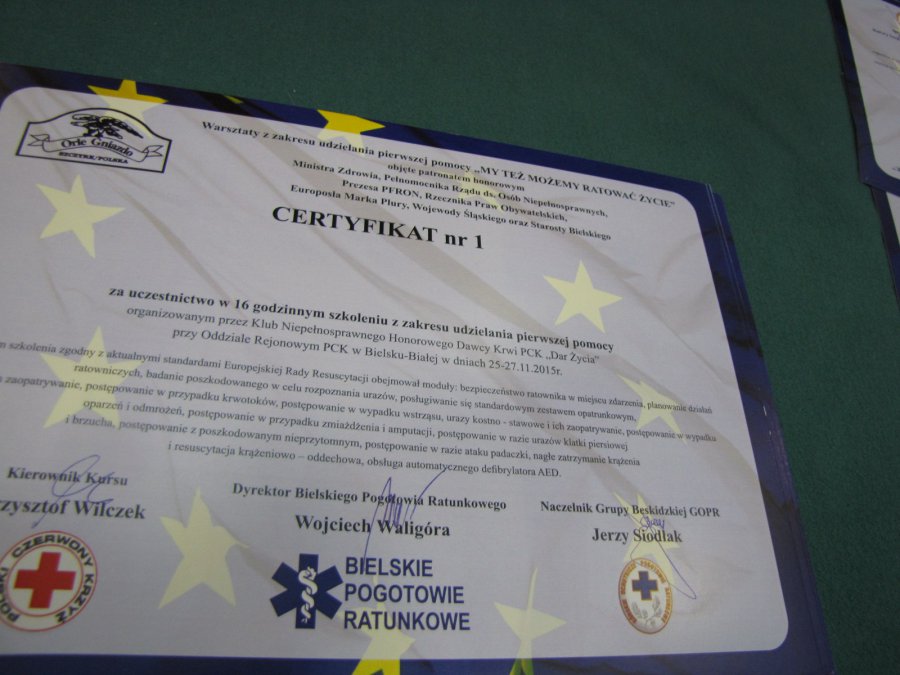 Orle Gniazdo
SZCZYRK/POLSKA
Warsztaty z zakresu udzielania pierwszej pomocy „MY TEŻ MOŻEMY RATOWAĆ ŻYCIE”
objęte patronatem honorowym
Ministra Zdrowia, Pełnomocnika Rządu ds. Osób Niepełnosprawnych,
Prezesa PFRON, Rzecznika Praw Obywatelskich,
Europosła Marka Plury, Wojewody Śląskiego oraz Starosty Bielskiego
CERTYFIKAT nr 1
za uczestnictwo w 16 godzinnym szkoleniu z zakresu udzielania pierwszej pomocy
organizowanym przez Klub Niepełnosprawnego Honorowego Dawcy Krwi PCK „Dar Życia”
przy Oddziale Rejonowym PCK w Bielsku-Białej w dniach 25-27.11.2015r.
szkolenia zgodny z aktualnymi standardami Europejskiej Rady Resuscytacji obejmował moduły: bezpieczeństwo ratownika w miejscu zdarzenia, planowanie działań
ratowniczych, badanie poszkodowanego w celu rozpoznania urazów, posługiwanie się standardowym zestawem opatrunkowym,
zaopatrywanie, postępowanie w przypadku krwotoków, postępowanie w wypadku wstrząsu, urazy kostno - stawowe i ich zaopatrywanie, postępowanie w wypadku
oparzeń i odmrożeń, postępowanie w przypadku zmiażdżenia i amputacji, postępowanie w razie urazów klatki piersiowej
i brzucha, postępowanie z poszkodowanym nieprzytomnym, postępowanie w razie ataku padaczki, nagłe zatrzymanie krążenia
i resuscytacja krążeniowo – oddechowa, obsługa automatycznego defibrylatora AED.
Kierownik Kursu
rzysztof Wilczek
Dyrektor Bielskiego Pogotowia Ratunkowego
Wojciech Waligóra
Naczelnik Grupy Beskidzkiej GOPR
Jerzy Siodlak
POLSKI CZERWONY KRZYŻ
BIELSKIE
POGOTOWIE
RATUNKOWE